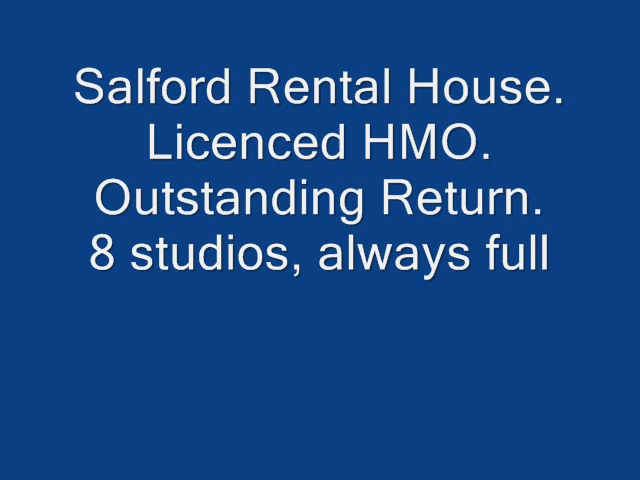 Salford Rental House.
Licenced HMO.
Outstanding Return.
8 studios, always full